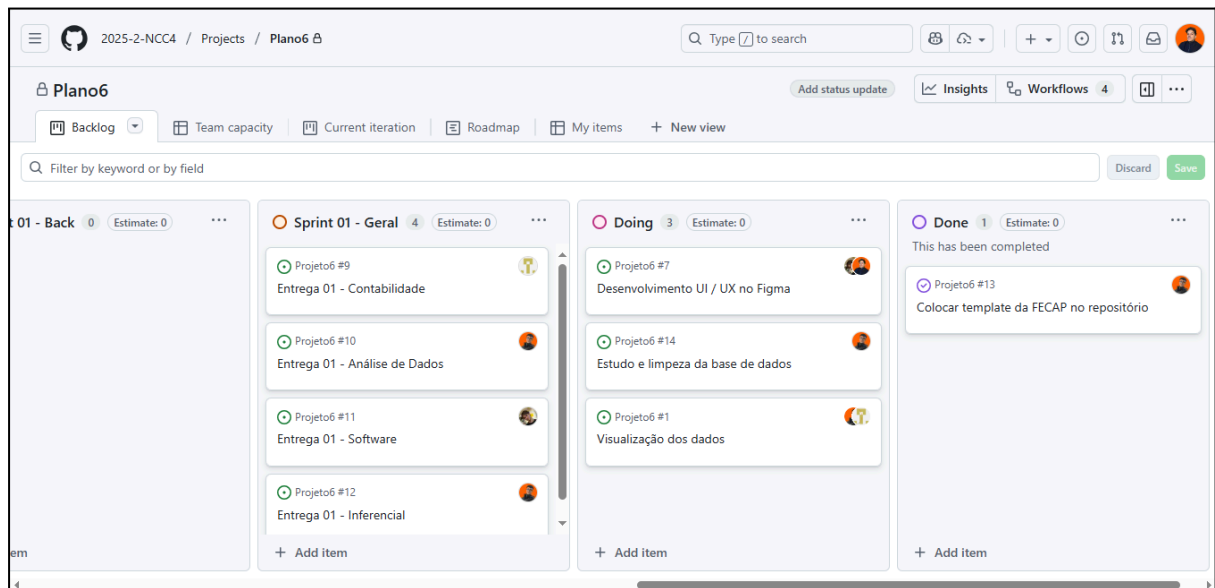 2025-2-NCC4 / Projects / Plano6
Type / to search
Plano6
Add status update
Insights
Workflows 4
Backlog
Team capacity
Current iteration
Roadmap
My items
+ New view
Filter by keyword or by field
Discard
Save
t 01 - Back 0 Estimate: 0 ...
em
Sprint 01 - Geral 4 Estimate: 0 ...
Projeto6 #9
Entrega 01 - Contabilidade
Projeto6 #10
Entrega 01 - Análise de Dados
Projeto6 #11
Entrega 01 - Software
Projeto6 #12
Entrega 01 - Inferencial
+ Add item
Doing 3 Estimate: 0 ...
Projeto6 #7
Desenvolvimento UI / UX no Figma
Projeto6 #14
Estudo e limpeza da base de dados
Projeto6 #1
Visualização dos dados
+ Add item
Done 1 Estimate: 0 ...
This has been completed
Projeto6 #13
Colocar template da FECAP no repositório
+ Add item